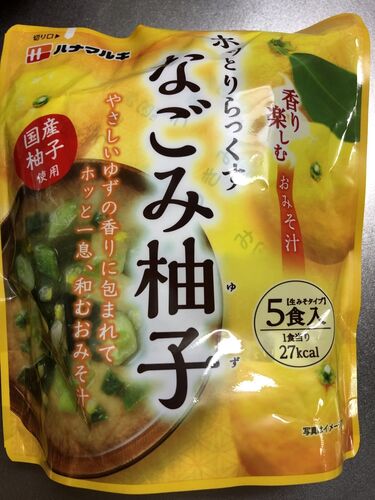 切り口▶
ハナマルキ
ホッとりらっくす
なごみ柚子
ゆず
香り
楽しむ
おみそ汁
国産
柚子
使用
やさしいゆずの香りに包まれて
ホッと一息、和むおみそ汁
【生みそタイプ】
5食入
1食当り
27kcal
写真はイメージ